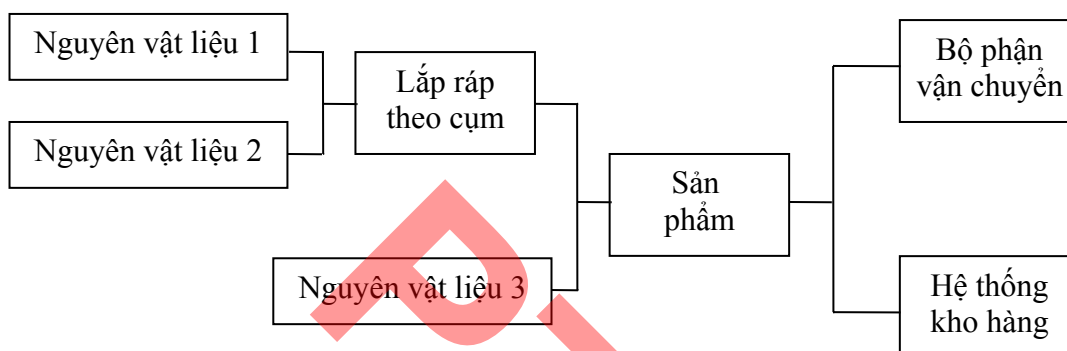 Nguyên vật liệu 1
Nguyên vật liệu 2
Lắp ráp
theo cụm
Nguyên vật liệu 3
Sản
phẩm
Bộ phận
vận chuyển
Hệ thống
kho hàng